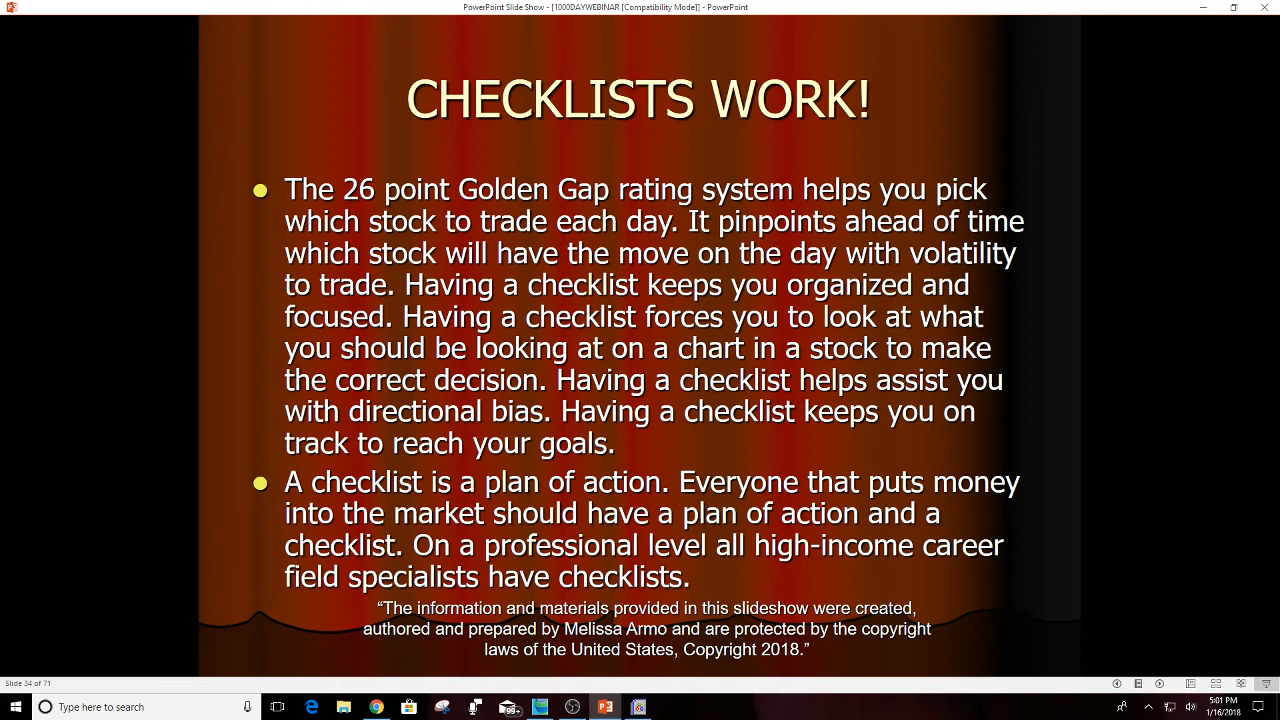 PowerPoint Slide Show - [1000DAYWEBINAR [Compatibility Mode]] - PowerPoint
CHECKLISTS WORK!
The 26 point Golden Gap rating system helps you pick
which stock to trade each day. It pinpoints ahead of time
which stock will have the move on the day with volatility
to trade. Having a checklist keeps you organized and
focused. Having a checklist forces you to look at what
you should be looking at on a chart in a stock to make
the correct decision. Having a checklist helps assist you
with directional bias. Having a checklist keeps you on
track to reach your goals.
A checklist is a plan of action. Everyone that puts money
into the market should have a plan of action and a
checklist. On a professional level all high-income career
field specialists have checklists.
“The information and materials provided in this slideshow were created,
authored and prepared by Melissa Armo and are protected by the copyright
laws of the United States, Copyright 2018.”
Slide 34 of 71
Type here to search
99+
5:01 PM
1/16/2018